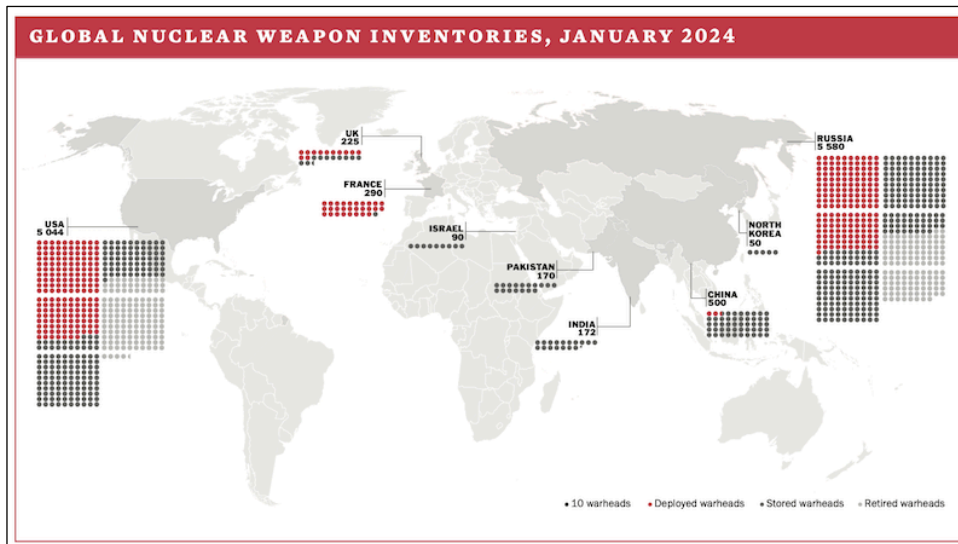 GLOBAL NUCLEAR WEAPON INVENTORIES, JANUARY 2024
UK
225
FRANCE
290
USA
5 044
ISRAEL
90
PAKISTAN
170
INDIA
172
RUSSIA
5 580
NORTH
KOREA
50
CHINA
500
10 warheads
Deployed warheads
Stored warheads
Retired warheads